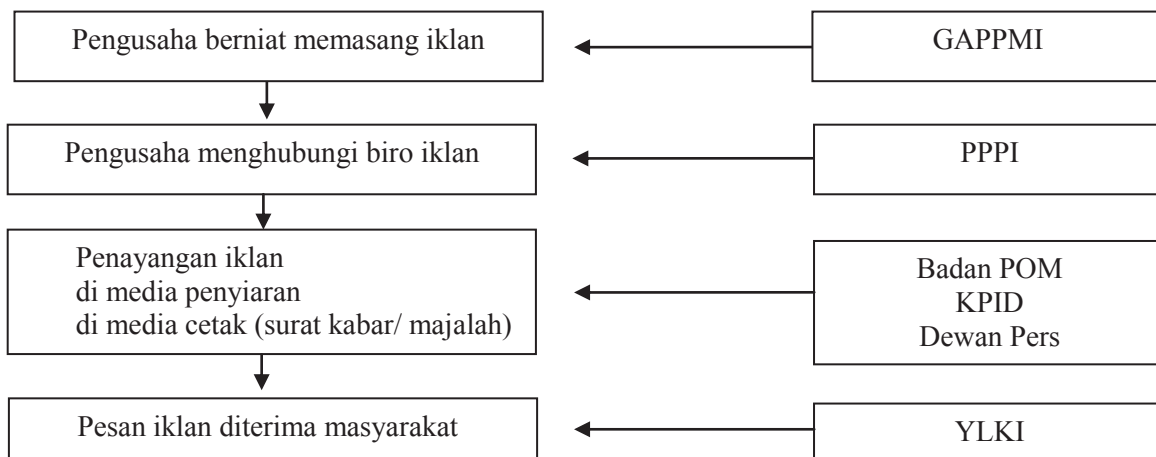 Pengusaha berniat memasang iklan
GAPPMI
Pengusaha menghubungi biro iklan
PPPI
Penayangan iklan
di media penyiaran
di media cetak (surat kabar/ majalah)
Badan POM
KPID
Dewan Pers
Pesan iklan diterima masyarakat
YLKI